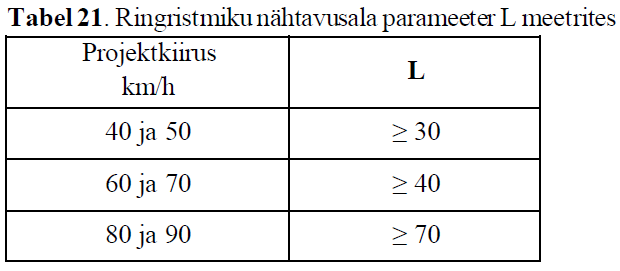 Tabel 21. Ringristmiku nähtavusala parameeter L meetrites
Projektkiirus
km/h
L
40 ja 50
≥ 30
60 ja 70
≥ 40
80 ja 90
≥ 70